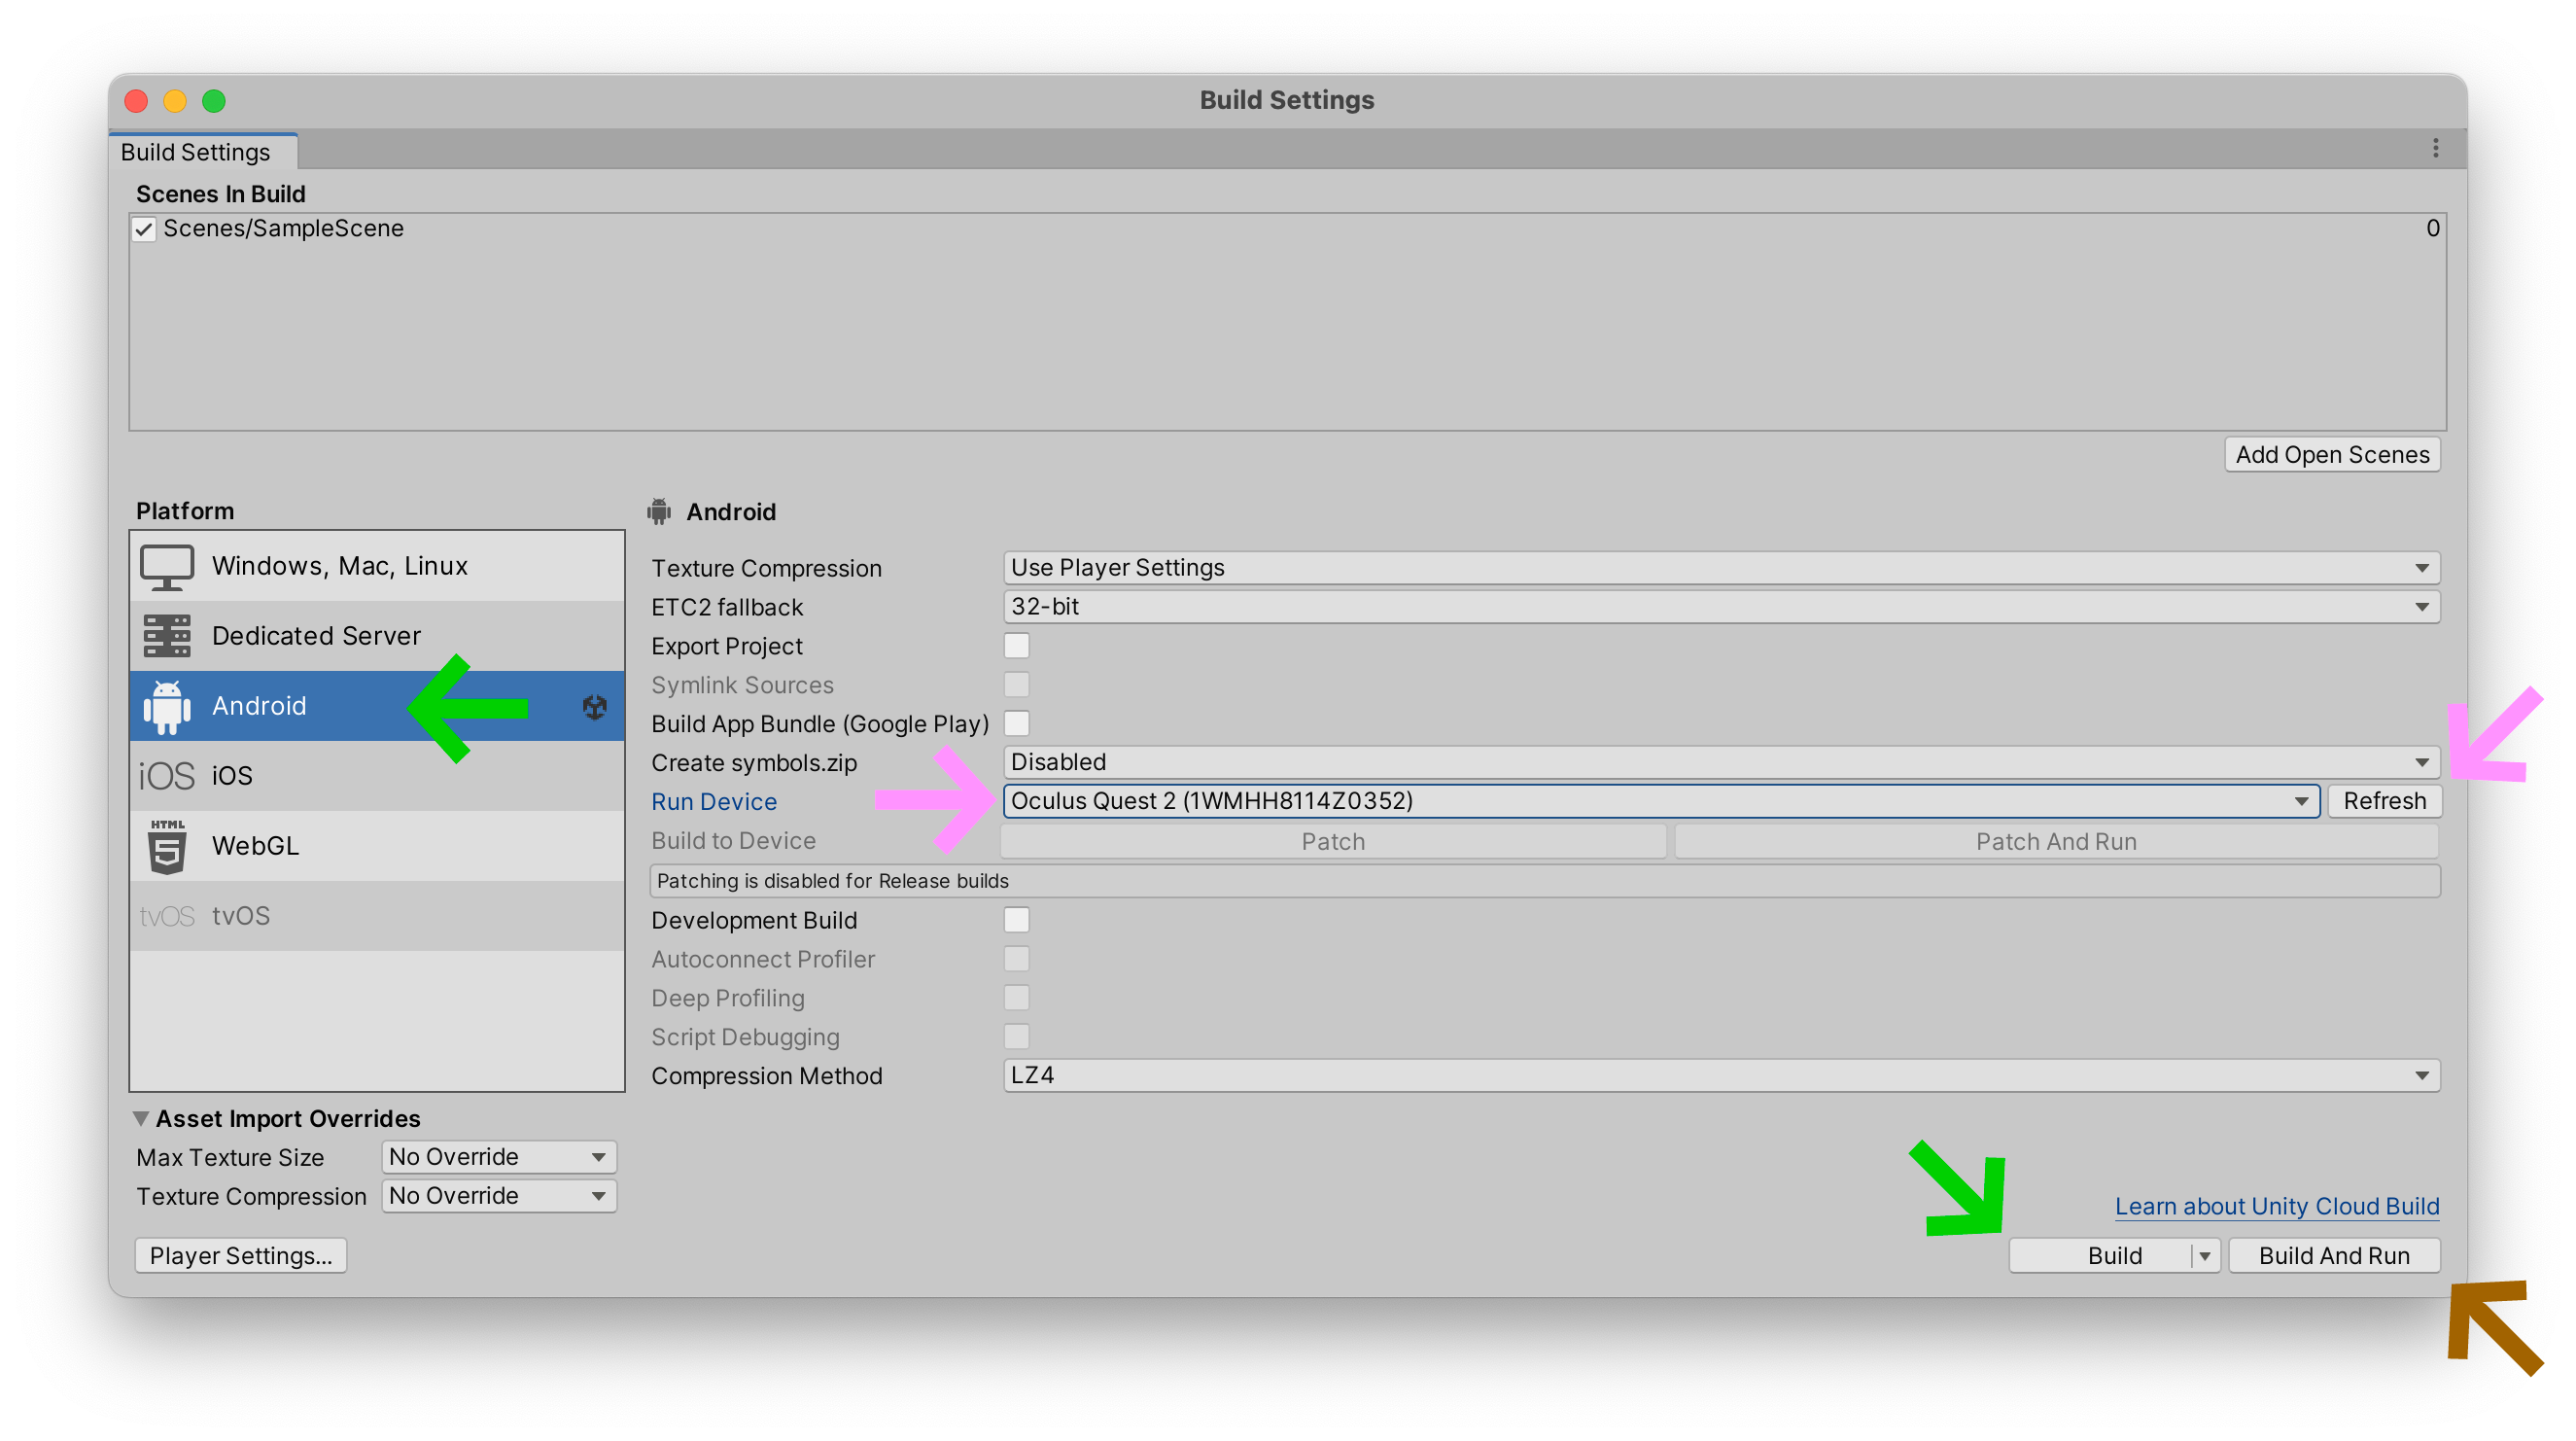 Build Settings
Build Settings
Scenes In Build
Scenes/SampleScene 0
Add Open Scenes
Platform
Windows, Mac, Linux
Dedicated Server
Android
iOS iOS
HTML
5 WebGL
tvOS tvOS
Android
Texture Compression Use Player Settings
ETC2 fallback 32-bit
Export Project
Symlink Sources
Build App Bundle (Google Play)
Create symbols.zip Disabled
Run Device Oculus Quest 2 (1WMHH8114Z0352) Refresh
Build to Device Patch Patch And Run
Patching is disabled for Release builds
Development Build
Autoconnect Profiler
Deep Profiling
Script Debugging
Compression Method LZ4
Asset Import Overrides
Max Texture Size No Override
Texture Compression No Override
Learn about Unity Cloud Build
Player Settings... Build Build And Run